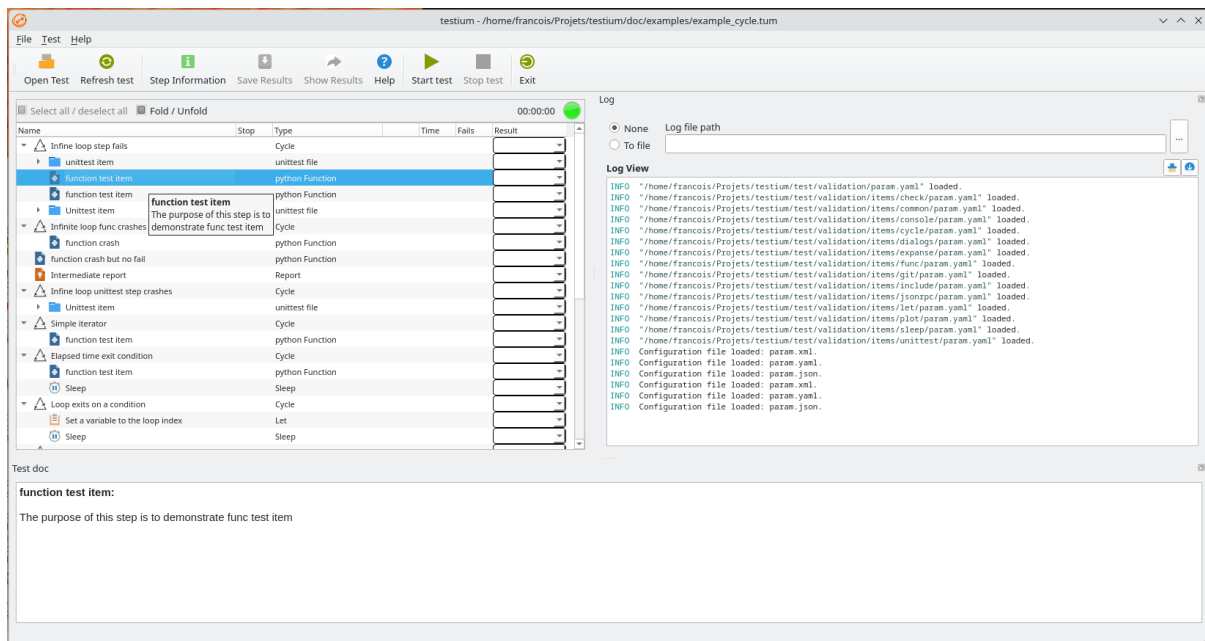 testium - /home/francois/Projets/testium/doc/examples/example_cycle.tum
File Test Help
Open Test Refresh test Step Information Save Results Show Results Help Start test Stop test Exit
Select all / deselect all Fold / Unfold 00:00:00
Name Stop Type Time Fails Result
Infine loop step fails Cycle
unittest item unittest file
function test item python Function
function test item python Function
Unittest item unittest file
Infinite loop func crashes Cycle
function crash python Function
function crash but no fail python Function
Intermediate report Report
Infine loop unittest step crashes Cycle
Unittest item unittest file
Simple iterator Cycle
function test item python Function
Elapsed time exit condition Cycle
function test item python Function
Sleep Sleep
Loop exits on a condition Cycle
Set a variable to the loop index Let
Sleep Sleep
function test item
The purpose of this step is to
demonstrate func test item
Log
None Log file path
To file ...
Log View
INFO "/home/francois/Projets/testium/test/validation/param.yaml" loaded.
INFO "/home/francois/Projets/testium/test/validation/items/check/param.yaml" loaded.
INFO "/home/francois/Projets/testium/test/validation/items/common/param.yaml" loaded.
INFO "/home/francois/Projets/testium/test/validation/items/console/param.yaml" loaded.
INFO "/home/francois/Projets/testium/test/validation/items/cycle/param.yaml" loaded.
INFO "/home/francois/Projets/testium/test/validation/items/dialogs/param.yaml" loaded.
INFO "/home/francois/Projets/testium/test/validation/items/expanse/param.yaml" loaded.
INFO "/home/francois/Projets/testium/test/validation/items/func/param.yaml" loaded.
INFO "/home/francois/Projets/testium/test/validation/items/git/param.yaml" loaded.
INFO "/home/francois/Projets/testium/test/validation/items/include/param.yaml" loaded.
INFO "/home/francois/Projets/testium/test/validation/items/jsonrpc/param.yaml" loaded.
INFO "/home/francois/Projets/testium/test/validation/items/let/param.yaml" loaded.
INFO "/home/francois/Projets/testium/test/validation/items/plot/param.yaml" loaded.
INFO "/home/francois/Projets/testium/test/validation/items/sleep/param.yaml" loaded.
INFO "/home/francois/Projets/testium/test/validation/items/unittest/param.yaml" loaded.
INFO Configuration file loaded: param.xml.
INFO Configuration file loaded: param.yaml.
INFO Configuration file loaded: param.json.
INFO Configuration file loaded: param.xml.
INFO Configuration file loaded: param.yaml.
INFO Configuration file loaded: param.json.
Test doc
function test item:
The purpose of this step is to demonstrate func test item